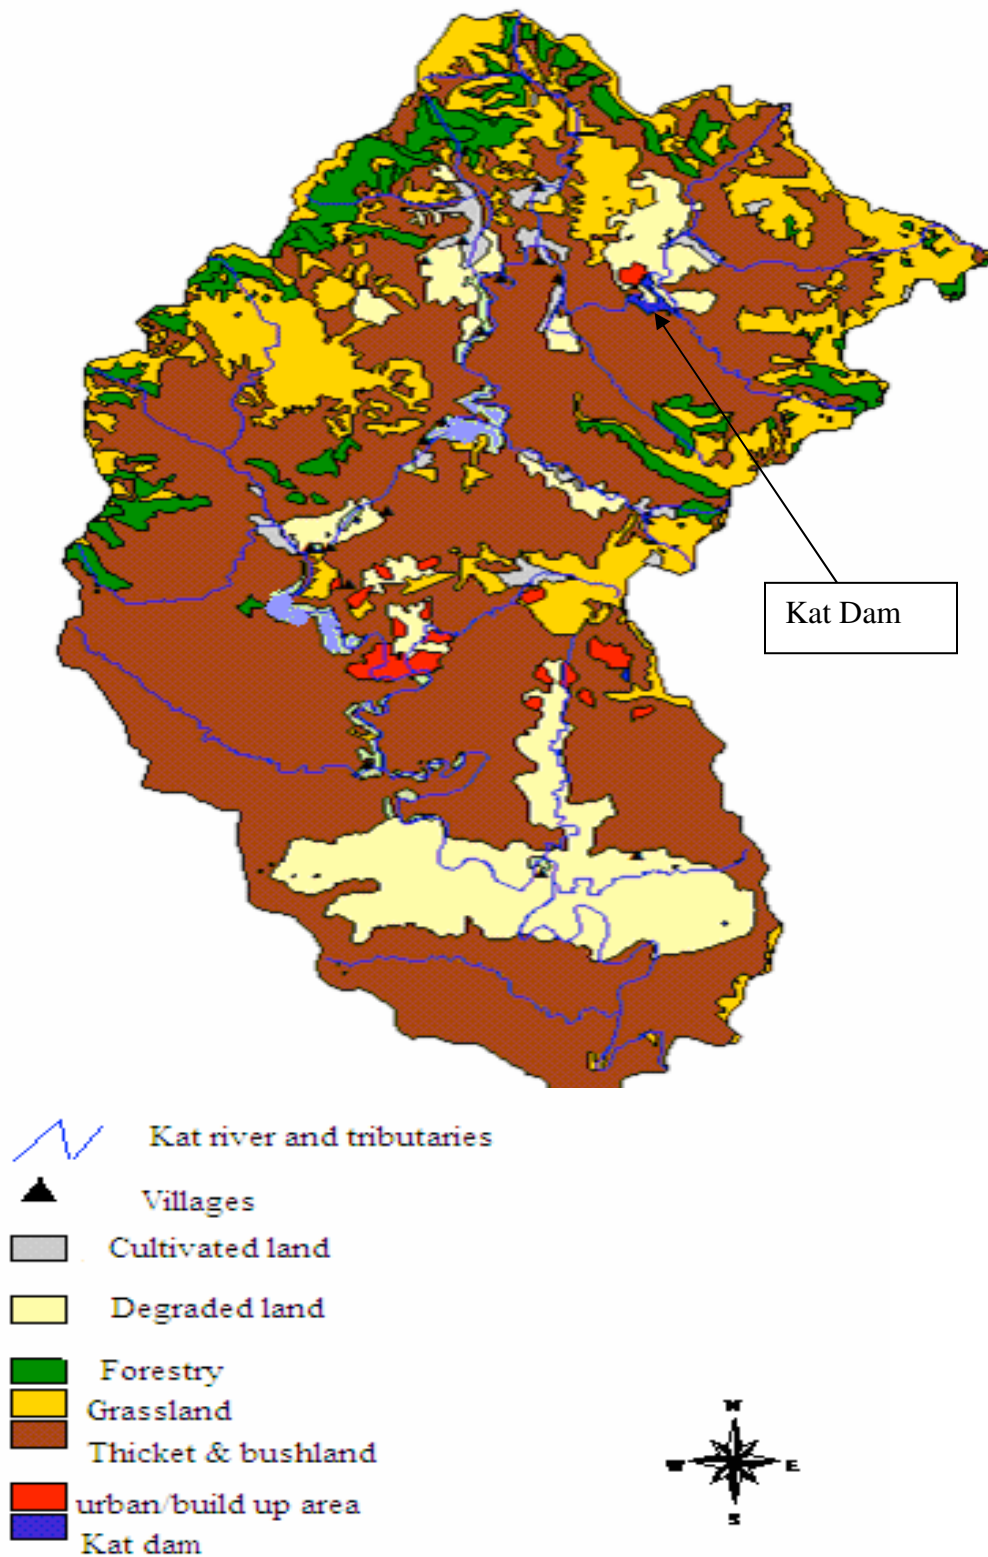 Kat Dam
Kat river and tributaries
Villages
Cultivated land
Degraded land
Forestry
Grassland
Thicket & bushland
urban/build up area
Kat dam
N
W E
S